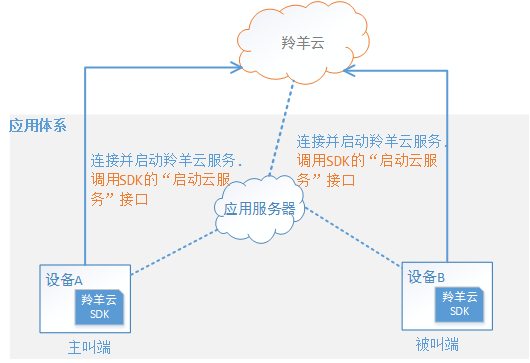 羚羊云
应用体系
连接并启动羚羊云服务.
调用SDK的“启动云服
务”接口
连接并启动羚羊云服务.
调用SDK的“启动云服
务”接口
应用服务器
设备A
羚羊云
SDK
主叫端
设备B
羚羊云
SDK
被叫端